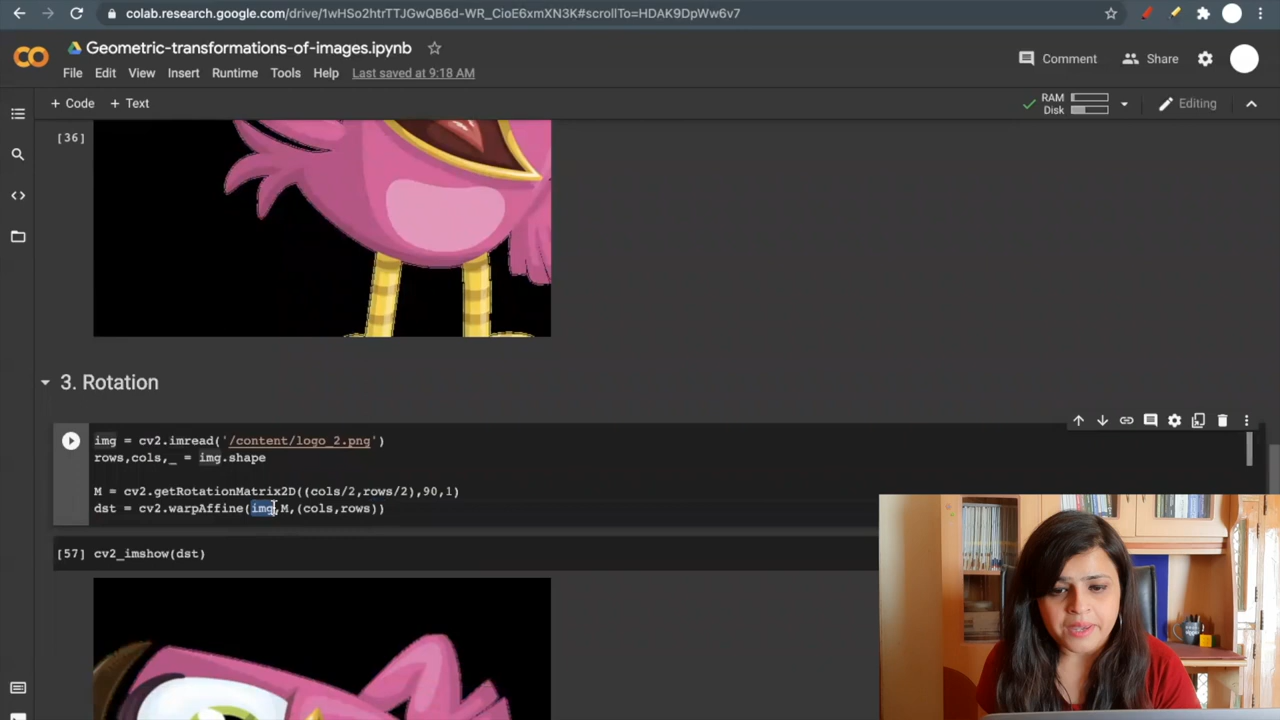 colab.research.google.com/drive/1wHSo2htrTTJGwQB6d-WR_CioE6xmXN3K#scrollTo=HDAK9DpWw6v7
Geometric-transformations-of-images.ipynb
Comment
Share
File Edit View Insert Runtime Tools Help Last saved at 9:18 AM
+ Code + Text
RAM
Disk
Editing
[36]
3. Rotation
img = cv2.imread('/content/logo_2.png')
rows,cols,_ = img.shape
M = cv2.getRotationMatrix2D((cols/2,rows/2),90,1)
dst = cv2.warpAffine(img,M,(cols,rows))
[57] cv2_imshow(dst)